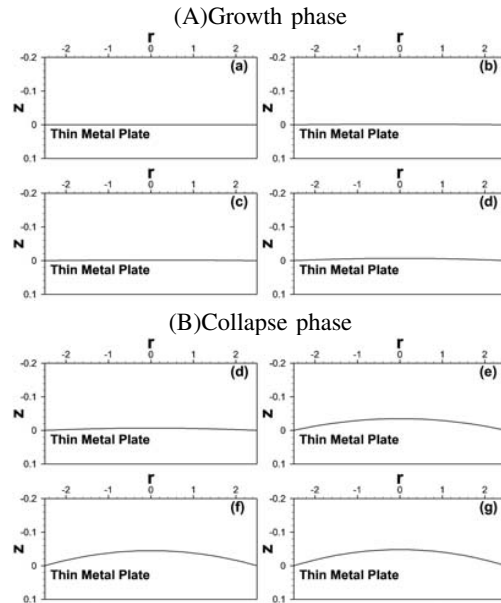 (A)Growth phase
r r
-2 -1 0 1 2 -2 -1 0 1 2
-0.2 (a) -0.2 (b)
-0.1 -0.1
z z
0 0
Thin Metal Plate Thin Metal Plate
0.1 0.1
r r
-2 -1 0 1 2 -2 -1 0 1 2
-0.2 (c) -0.2 (d)
-0.1 -0.1
z z
0 0
Thin Metal Plate Thin Metal Plate
0.1 0.1
(B)Collapse phase
r r
-2 -1 0 1 2 -2 -1 0 1 2
-0.2 (d) -0.2 (e)
-0.1 -0.1
z z
0 0
Thin Metal Plate Thin Metal Plate
0.1 0.1
r r
-2 -1 0 1 2 -2 -1 0 1 2
-0.2 (f) -0.2 (g)
-0.1 -0.1
z z
0 0
Thin Metal Plate Thin Metal Plate
0.1 0.1